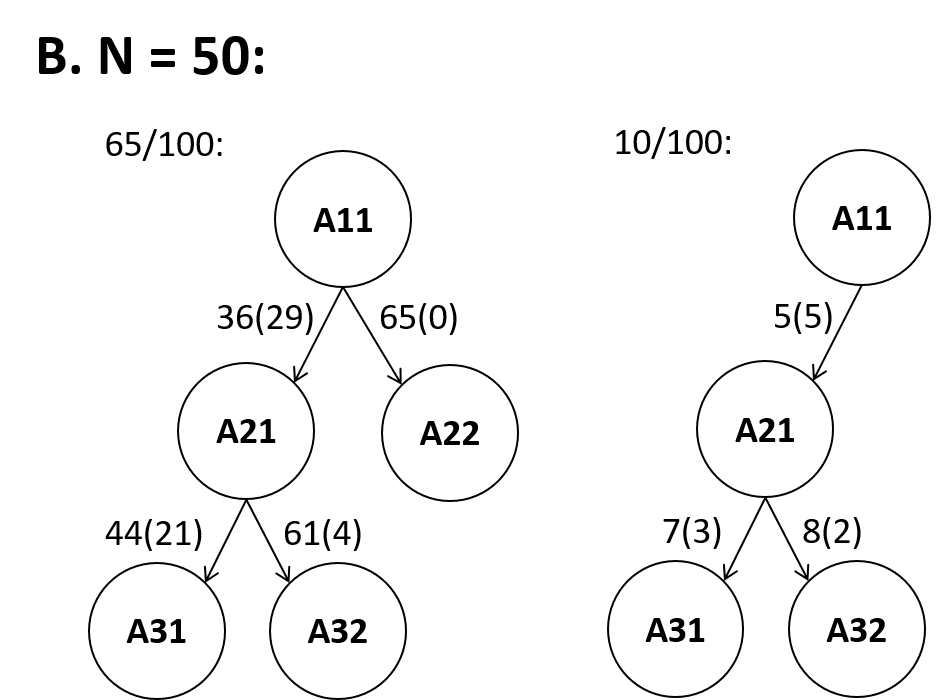 B. N = 50:
65/100:
A11
36(29) 65(0)
A21 A22
44(21) 61(4)
A31 A32
10/100:
A11
5(5)
A21
7(3) 8(2)
A31 A32